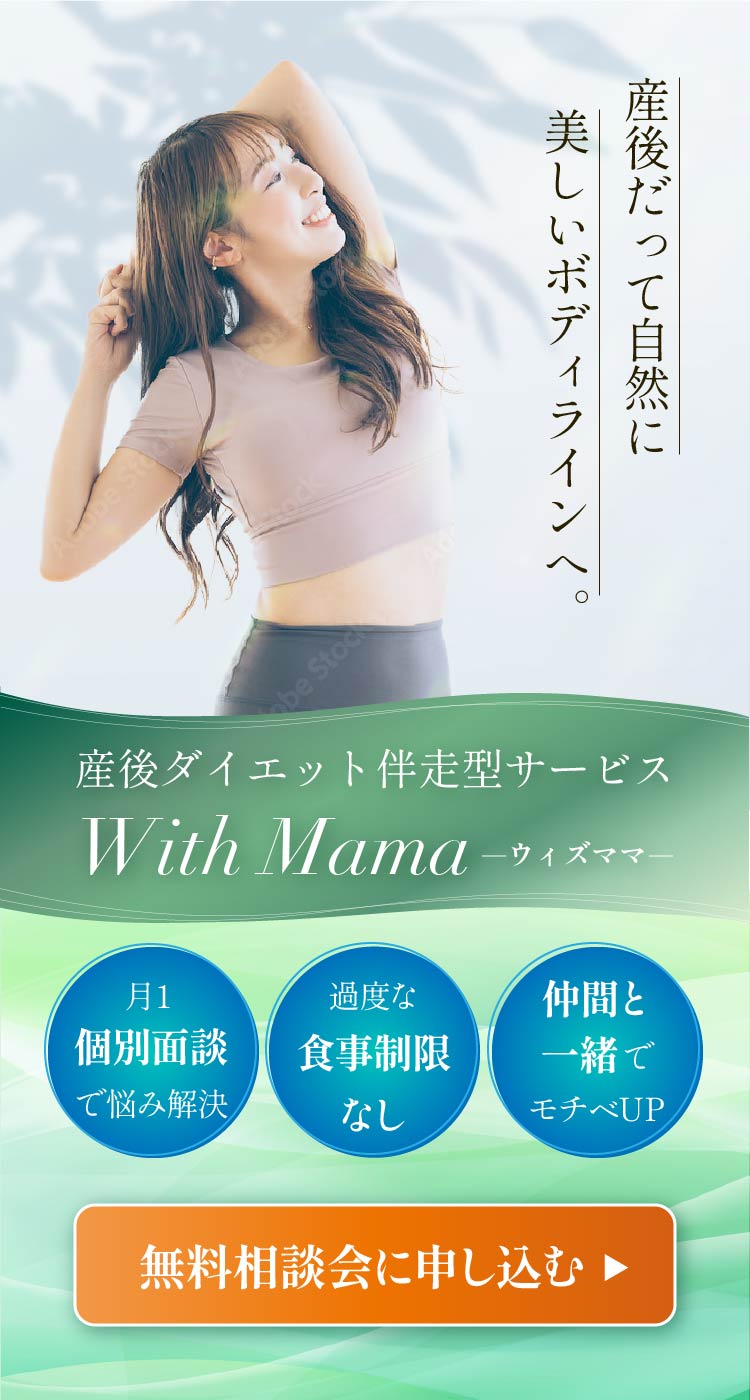 産後だって自然に
美しいボディラインへ。
Adobe Stock
産後ダイエット伴走型サービス
With Mama ―ウィズママ―
月1
個別面談
で悩み解決
過度な
食事制限
なし
仲間と
一緒で
モチベUP
無料相談会に申し込む ▶